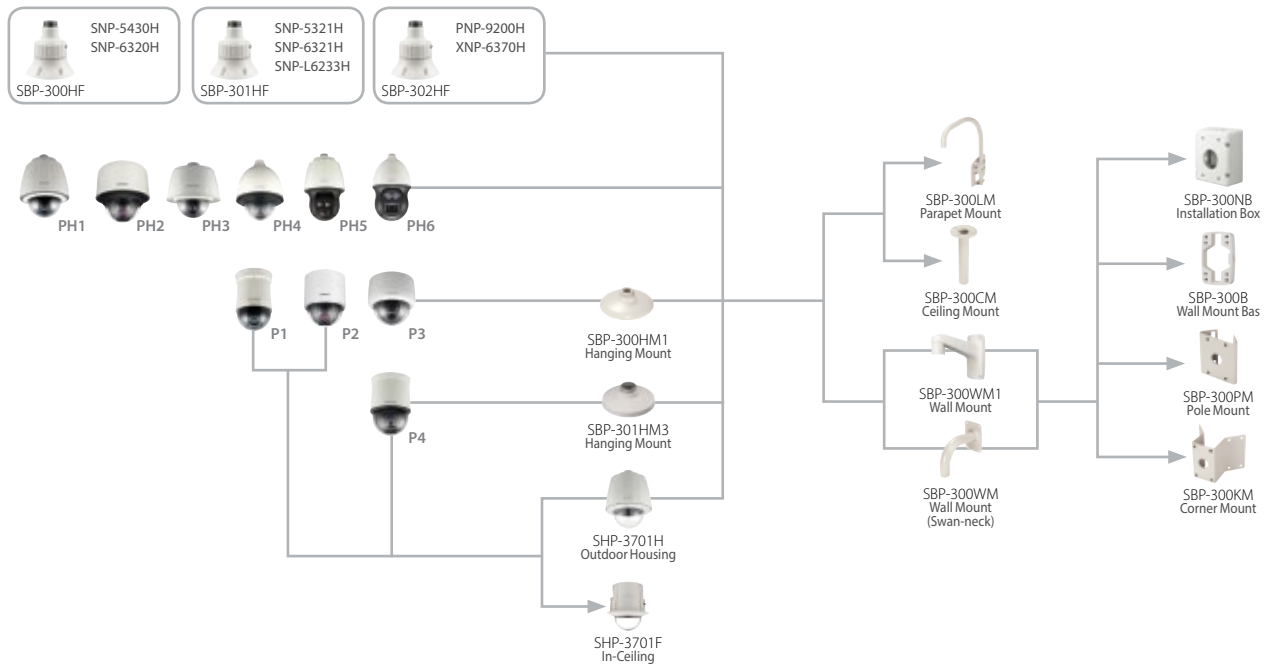 SNP-5430H
SNP-6320H
SBP-300HF
SNP-5321H
SNP-6321H
SNP-L6233H
SBP-301HF
PNP-9200H
XNP-6370H
SBP-302HF
PH1
PH2
PH3
PH4
PH5
PH6
P1
P2
P3
SBP-300HM1
Hanging Mount
P4
SBP-301HM3
Hanging Mount
SHP-3701H
Outdoor Housing
SHP-3701F
In-Ceiling
SBP-300LM
Parapet Mount
SBP-300CM
Ceiling Mount
SBP-300WM1
Wall Mount
SBP-300WM
Wall Mount
(Swan-neck)
SBP-300NB
Installation Box
SBP-300B
Wall Mount Bas
SBP-300PM
Pole Mount
SBP-300KM
Corner Mount